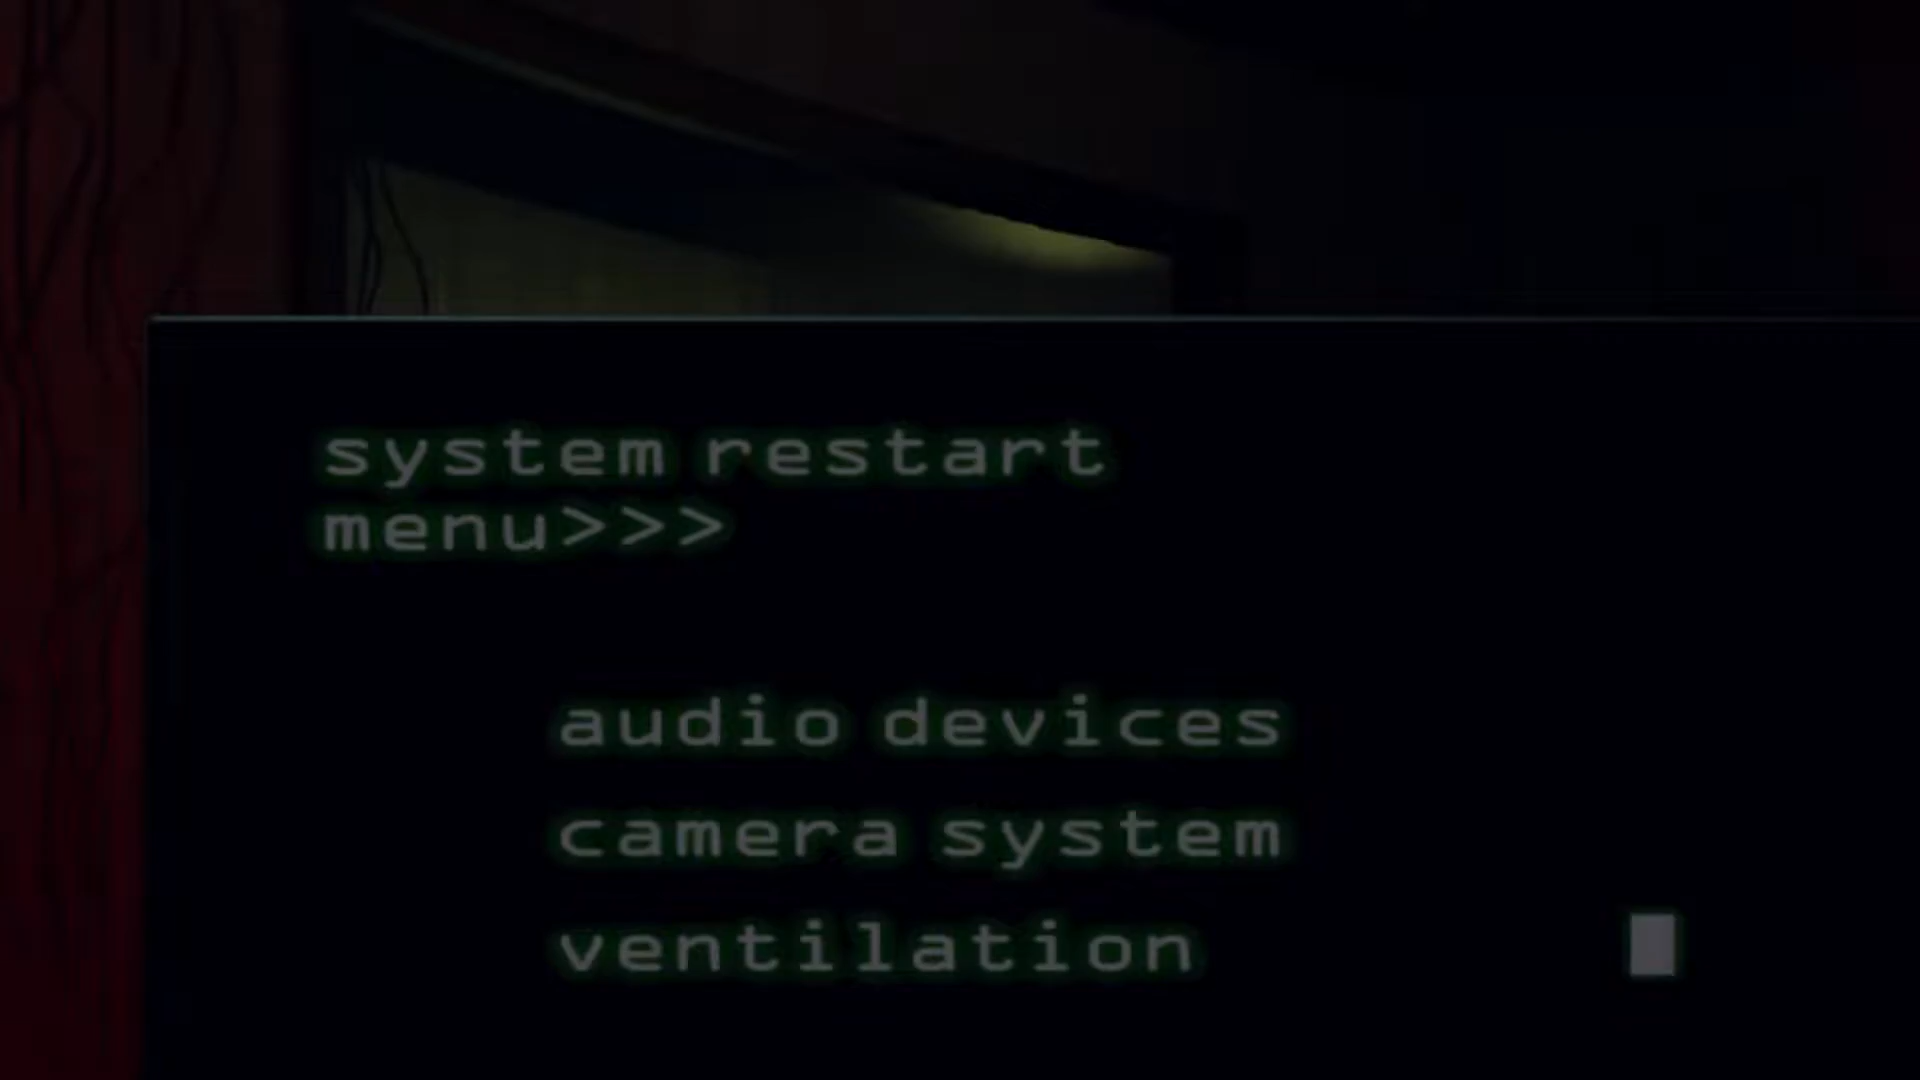 system restart
menu>>>
audio devices
camera system
ventilation